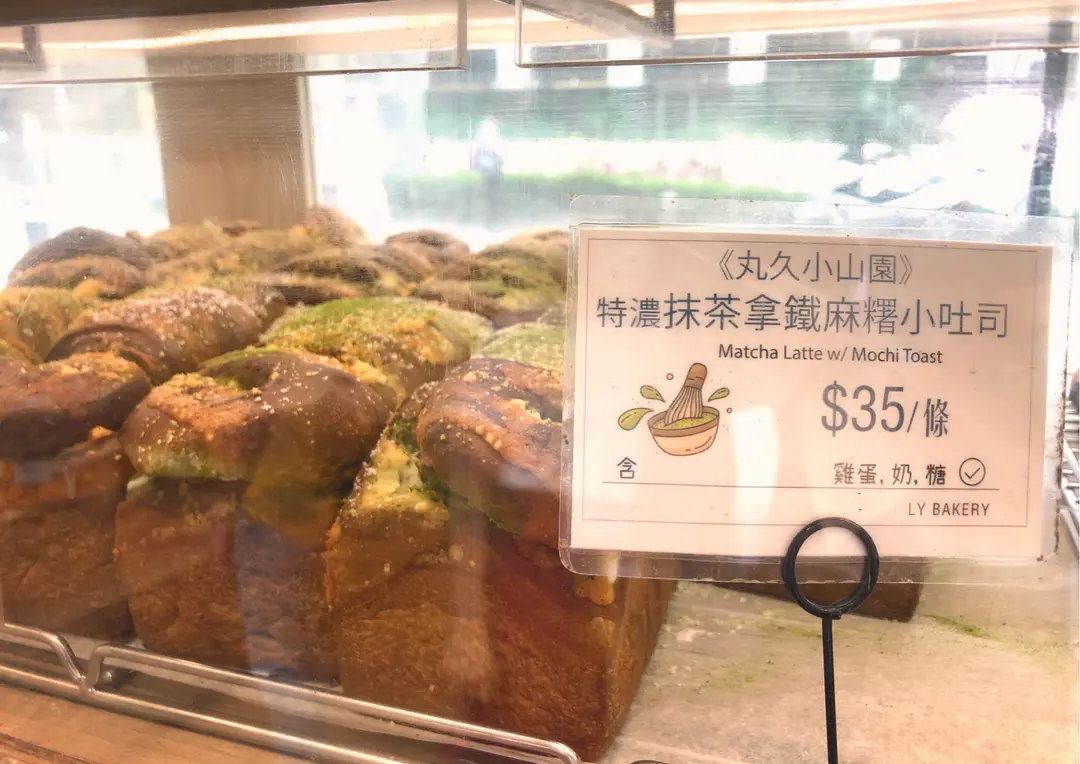 《丸久小山園》
特濃抹茶拿鐵麻糬小吐司
Matcha Latte w/ Mochi Toast
$35/條
含 雞蛋, 奶, 糖
LY BAKERY